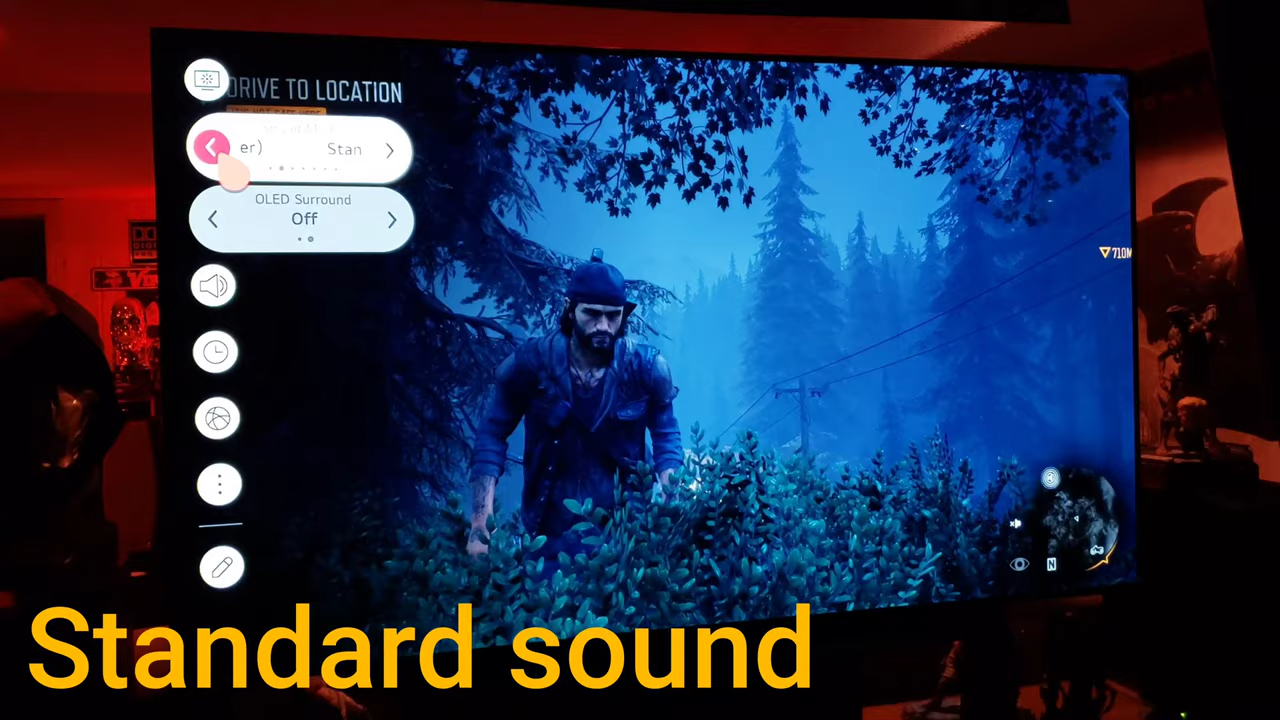 DRIVE TO LOCATION
er) Stan
OLED Surround
Off
710M
N
Standard sound